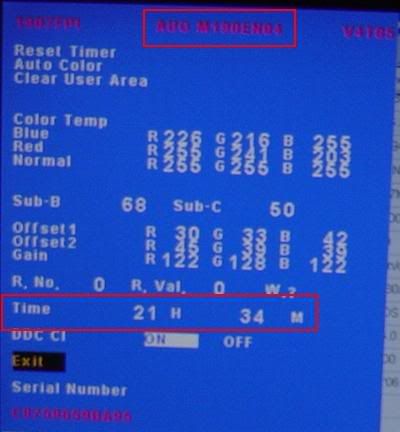 AUO M190EN04
Reset Timer
Auto Color
Clear User Area
Color Temp
Blue R 226 G 216 B 255
Red R G B
Normal R 255 G 255 B 255
Sub-B 68 Sub-C 50
Offset1 R 30 G 33 B 42
Offset2 R G B
Gain R 122 G 128 B 122
R. No. 0 R. Val. 0
Time 21 H 34 M
DDC CI ON OFF
Exit
Serial Number